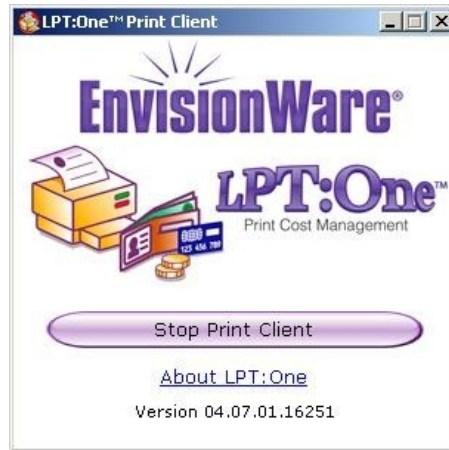 LPT:One™ Print Client
EnvisionWare®
LPT:One™
Print Cost Management
123 456 789
Stop Print Client
About LPT:One
Version 04.07.01.16251